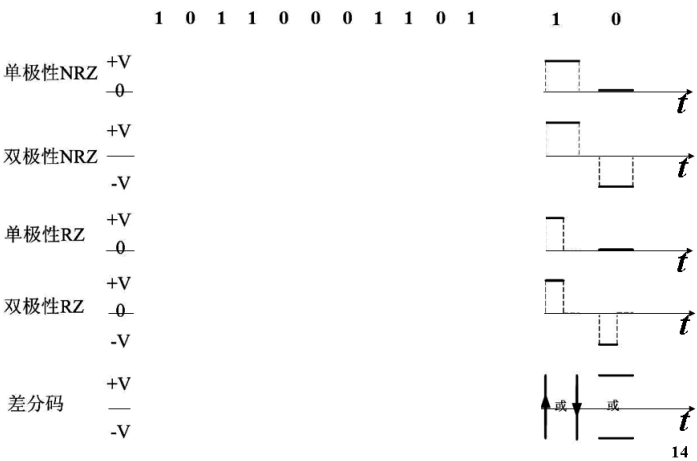 1 0 1 1 0 0 0 1 1 0 1 1 0
单极性NRZ +V
0
t
双极性NRZ +V
-V
t
单极性RZ +V
0
t
双极性RZ +V
0
-V
t
差分码 +V
或 或
-V
t
14